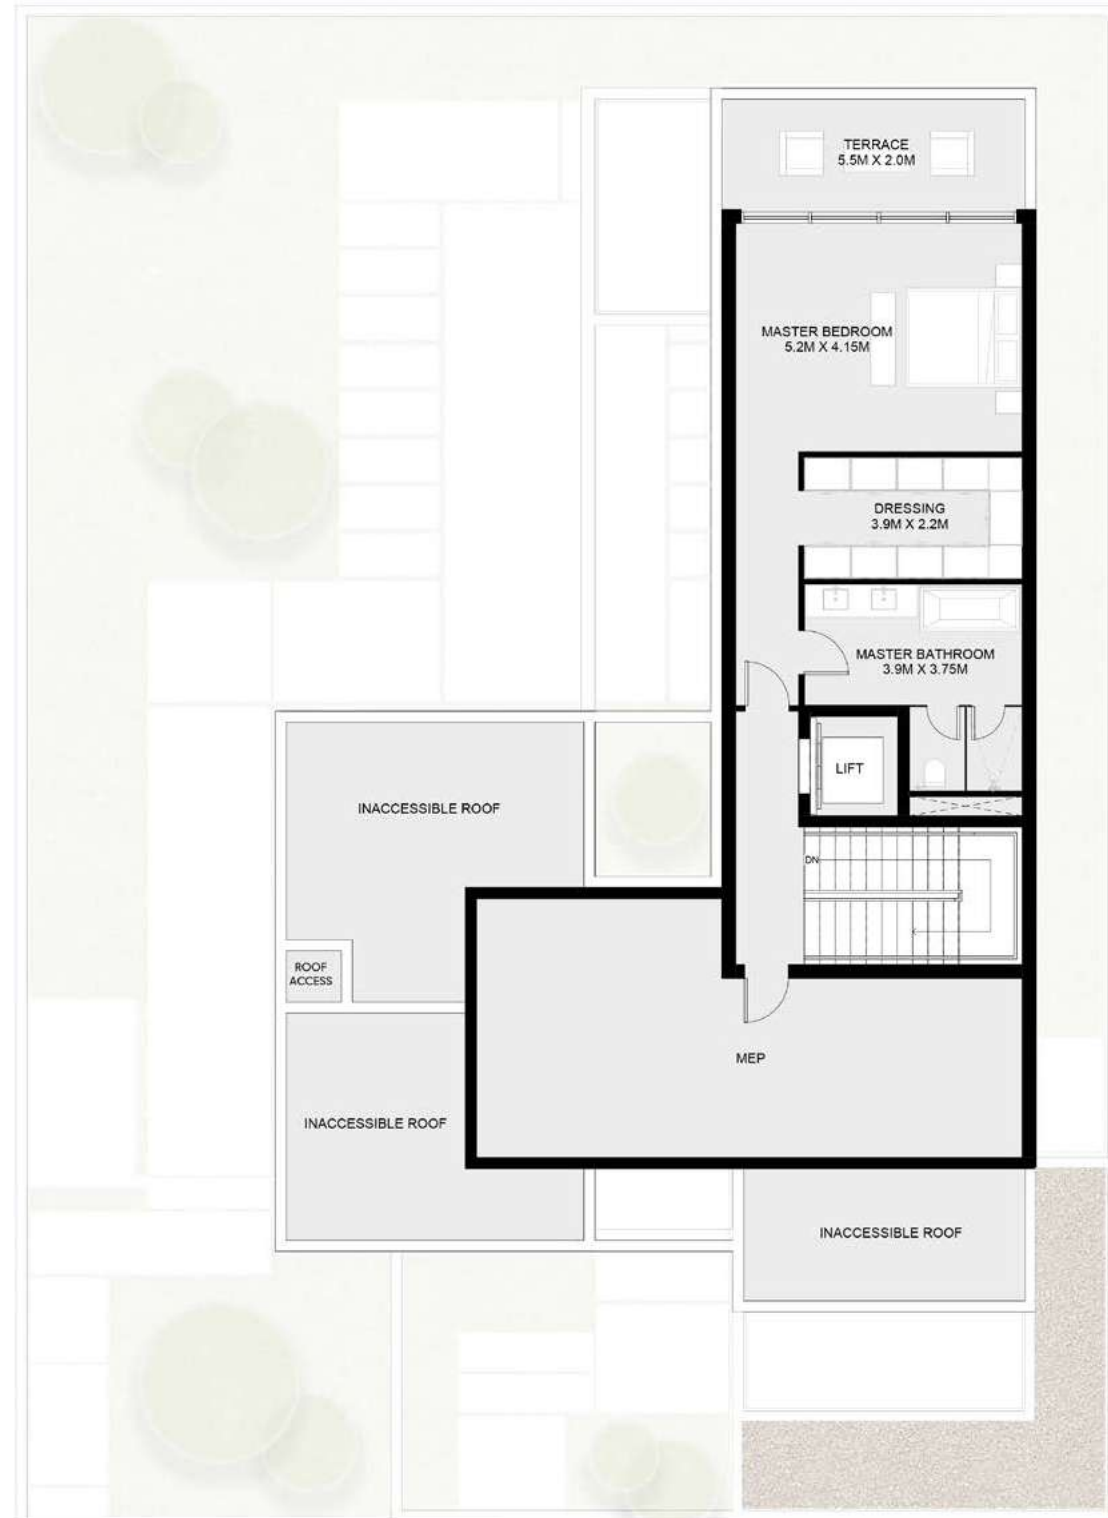 TERRACE
5.5M X 2.0M
MASTER BEDROOM
5.2M X 4.15M
DRESSING
3.9M X 2.2M
MASTER BATHROOM
3.9M X 3.75M
LIFT
INACCESSIBLE ROOF
DN
ROOF
ACCESS
MEP
INACCESSIBLE ROOF
INACCESSIBLE ROOF